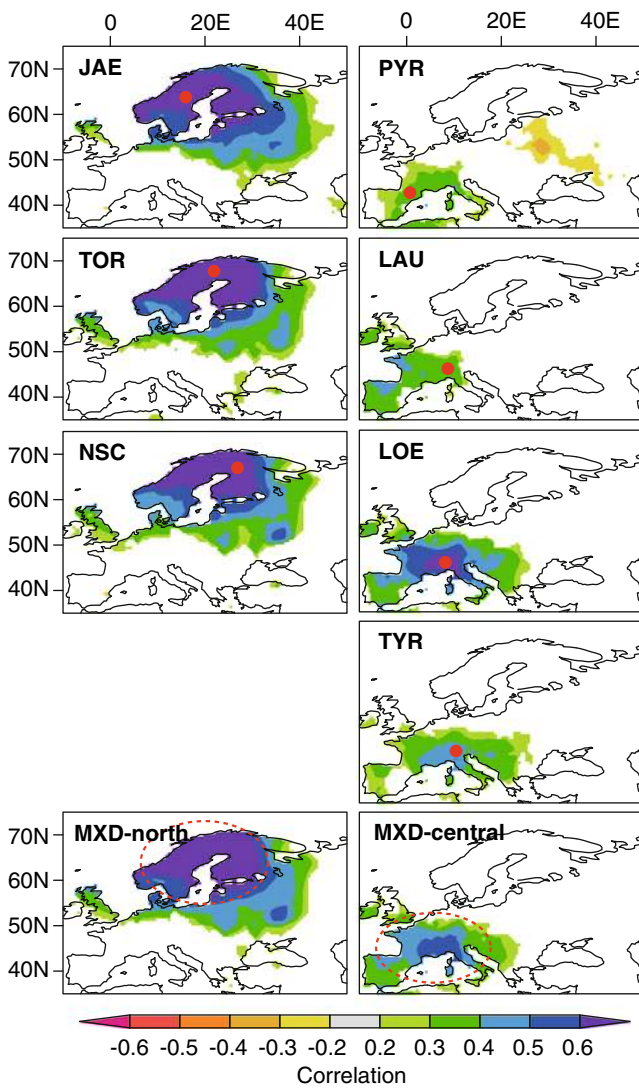 0 20E 40E 0 20E 40E
70N JAE PYR
60N
50N
40N
70N TOR LAU
60N
50N
40N
70N NSC LOE
60N
50N
40N
TYR
70N MXD-north MXD-central
60N
50N
40N
-0.6 -0.5 -0.4 -0.3 -0.2 0.2 0.3 0.4 0.5 0.6
Correlation